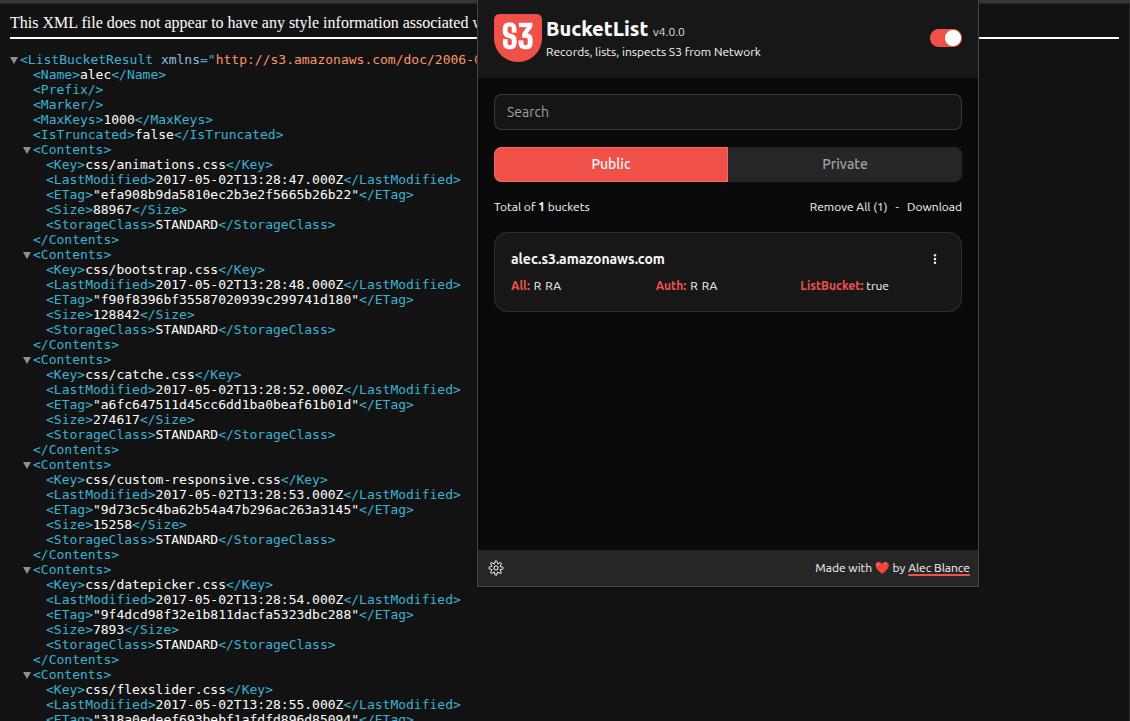 This XML file does not appear to have any style information associated
<ListBucketResult xmlns="http://s3.amazonaws.com/doc/2006-
<Name>alec</Name>
<Prefix/>
<Marker/>
<MaxKeys>1000</MaxKeys>
<IsTruncated>false</IsTruncated>
<Contents>
<Key>css/animations.css</Key>
<LastModified>2017-05-02T13:28:47.000Z</LastModified>
<ETag>"efa908b9da5810ec2b3e2f5665b26b22"</ETag>
<Size>88967</Size>
<StorageClass>STANDARD</StorageClass>
</Contents>
<Contents>
<Key>css/bootstrap.css</Key>
<LastModified>2017-05-02T13:28:48.000Z</LastModified>
<ETag>"f90f8396bf35587020939c299741d180"</ETag>
<Size>128842</Size>
<StorageClass>STANDARD</StorageClass>
</Contents>
<Contents>
<Key>css/catche.css</Key>
<LastModified>2017-05-02T13:28:52.000Z</LastModified>
<ETag>"a6fc647511d45cc6dd1ba0beaf61b01d"</ETag>
<Size>274617</Size>
<StorageClass>STANDARD</StorageClass>
</Contents>
<Contents>
<Key>css/custom-responsive.css</Key>
<LastModified>2017-05-02T13:28:53.000Z</LastModified>
<ETag>"9d73c5c4ba62b54a47b296ac263a3145"</ETag>
<Size>15258</Size>
<StorageClass>STANDARD</StorageClass>
</Contents>
<Contents>
<Key>css/datepicker.css</Key>
<LastModified>2017-05-02T13:28:54.000Z</LastModified>
<ETag>"9f4dcd98f32e1b811dacfa5323dbc288"</ETag>
<Size>7893</Size>
<StorageClass>STANDARD</StorageClass>
</Contents>
<Contents>
<Key>css/flexslider.css</Key>
<LastModified>2017-05-02T13:28:55.000Z</LastModified>
<ETag>"318a0edeef693bebf1afdfd896d85094"</ETag>
S3
BucketList v4.0.0
Records, lists, inspects S3 from Network
Search
Public Private
Total of 1 buckets Remove All (1) - Download
alec.s3.amazonaws.com
All: R RA Auth: R RA ListBucket: true
Made with ❤️ by Alec Blance